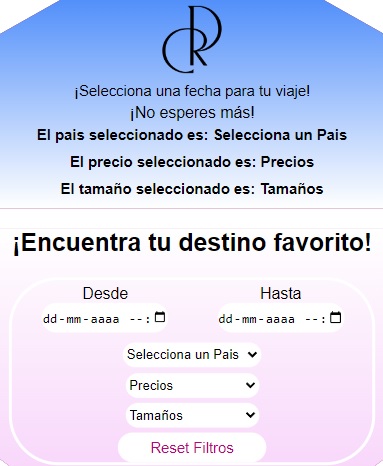 ¡Selecciona una fecha para tu viaje!
¡No esperes más!
El pais seleccionado es: Selecciona un Pais
El precio seleccionado es: Precios
El tamaño seleccionado es: Tamaños
¡Encuentra tu destino favorito!
Desde Hasta
dd-mm-aaaa --: dd-mm-aaaa --:
Selecciona un Pais
Precios
Tamaños
Reset Filtros